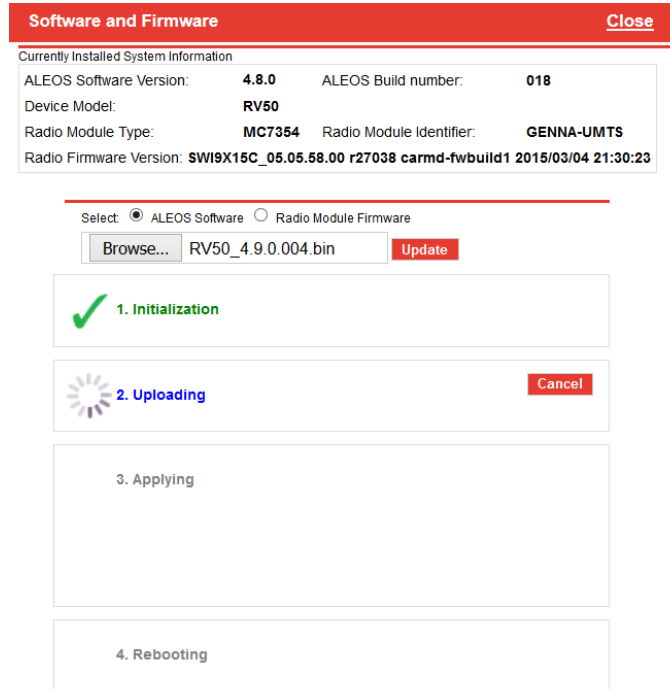 Software and Firmware Close
Currently Installed System Information
ALEOS Software Version: 4.8.0 ALEOS Build number: 018
Device Model: RV50
Radio Module Type: MC7354 Radio Module Identifier: GENNA-UMTS
Radio Firmware Version: SWI9X15C_05.05.58.00 r27038 carmd-fwbuild1 2015/03/04 21:30:23
Select: ALEOS Software Radio Module Firmware
Browse... RV50_4.9.0.004.bin Update
1. Initialization
2. Uploading Cancel
3. Applying
4. Rebooting